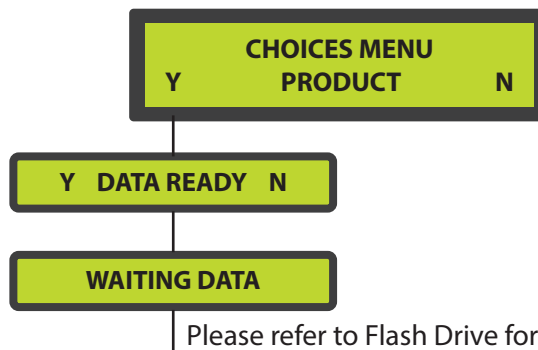 CHOICES MENU
Y PRODUCT N
Y DATA READY N
WAITING DATA
Please refer to Flash Drive for